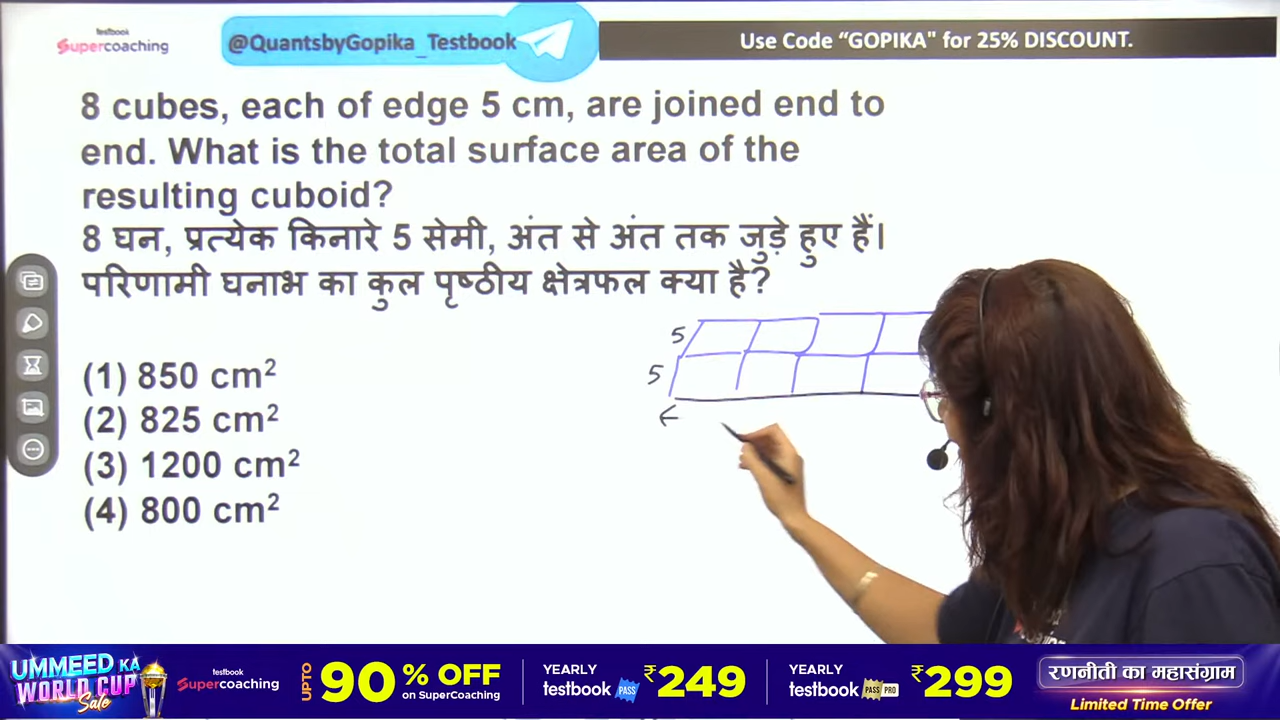 testbook
Supercoaching
@QuantsbyGopika_Testbook
Use Code “GOPIKA" for 25% DISCOUNT.
8 cubes, each of edge 5 cm, are joined end to
end. What is the total surface area of the
resulting cuboid?
8 घन, प्रत्येक किनारे 5 सेमी, अंत से अंत तक जुड़े हुए हैं।
परिणामी घनाभ का कुल पृष्ठीय क्षेत्रफल क्या है?
5
5
(1) 850 cm²
(2) 825 cm²
(3) 1200 cm²
(4) 800 cm²
UMMEED KA
WORLD CUP
Sale
testbook
Supercoaching
UPTO
90% OFF
on SuperCoaching
YEARLY
testbook PASS
₹249
YEARLY
testbook PASS PRO
₹299
रणनीती का महासंग्राम
Limited Time Offer